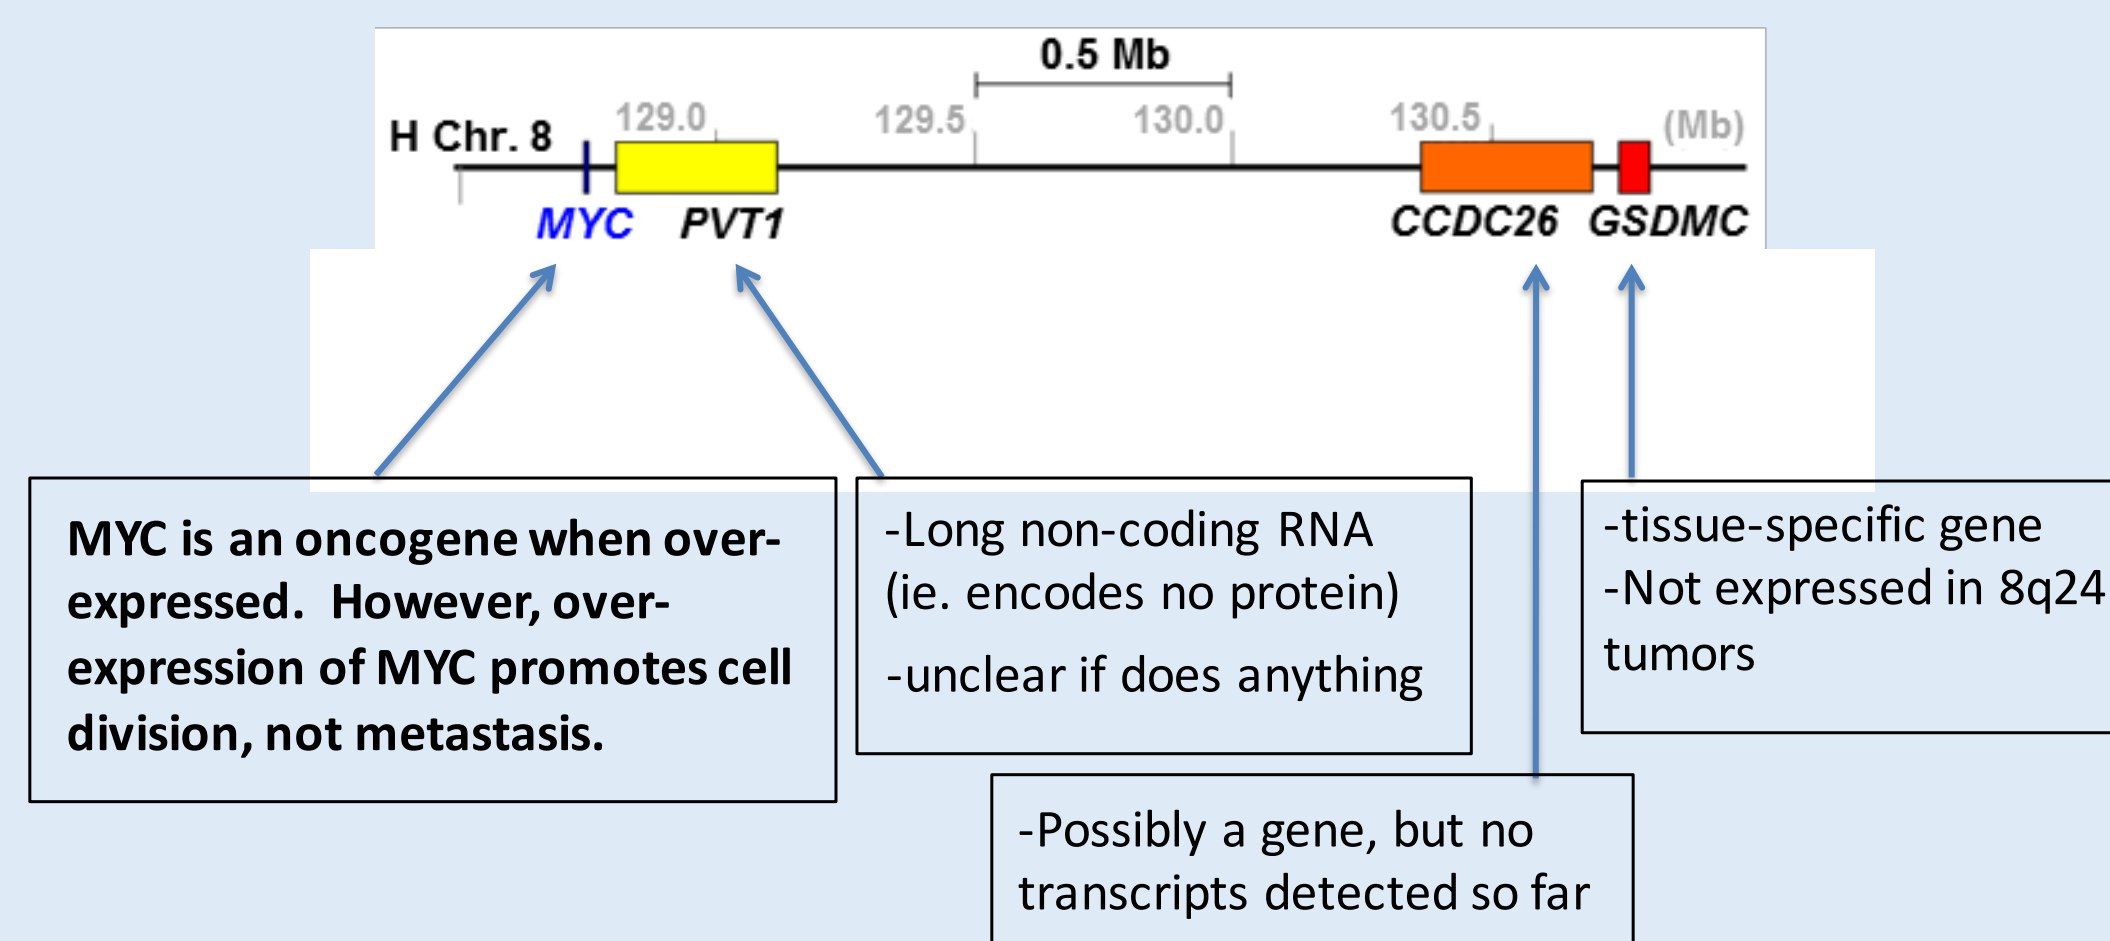 0.5 Mb
129.0 129.5 130.0 130.5 (Mb)
H Chr. 8
MYC PVT1 CCDC26 GSDMC
MYC is an oncogene when over-
expressed. However, over-
expression of MYC promotes cell
division, not metastasis.
-Long non-coding RNA
(ie. encodes no protein)
-unclear if does anything
-tissue-specific gene
-Not expressed in 8q24
tumors
-Possibly a gene, but no
transcripts detected so far